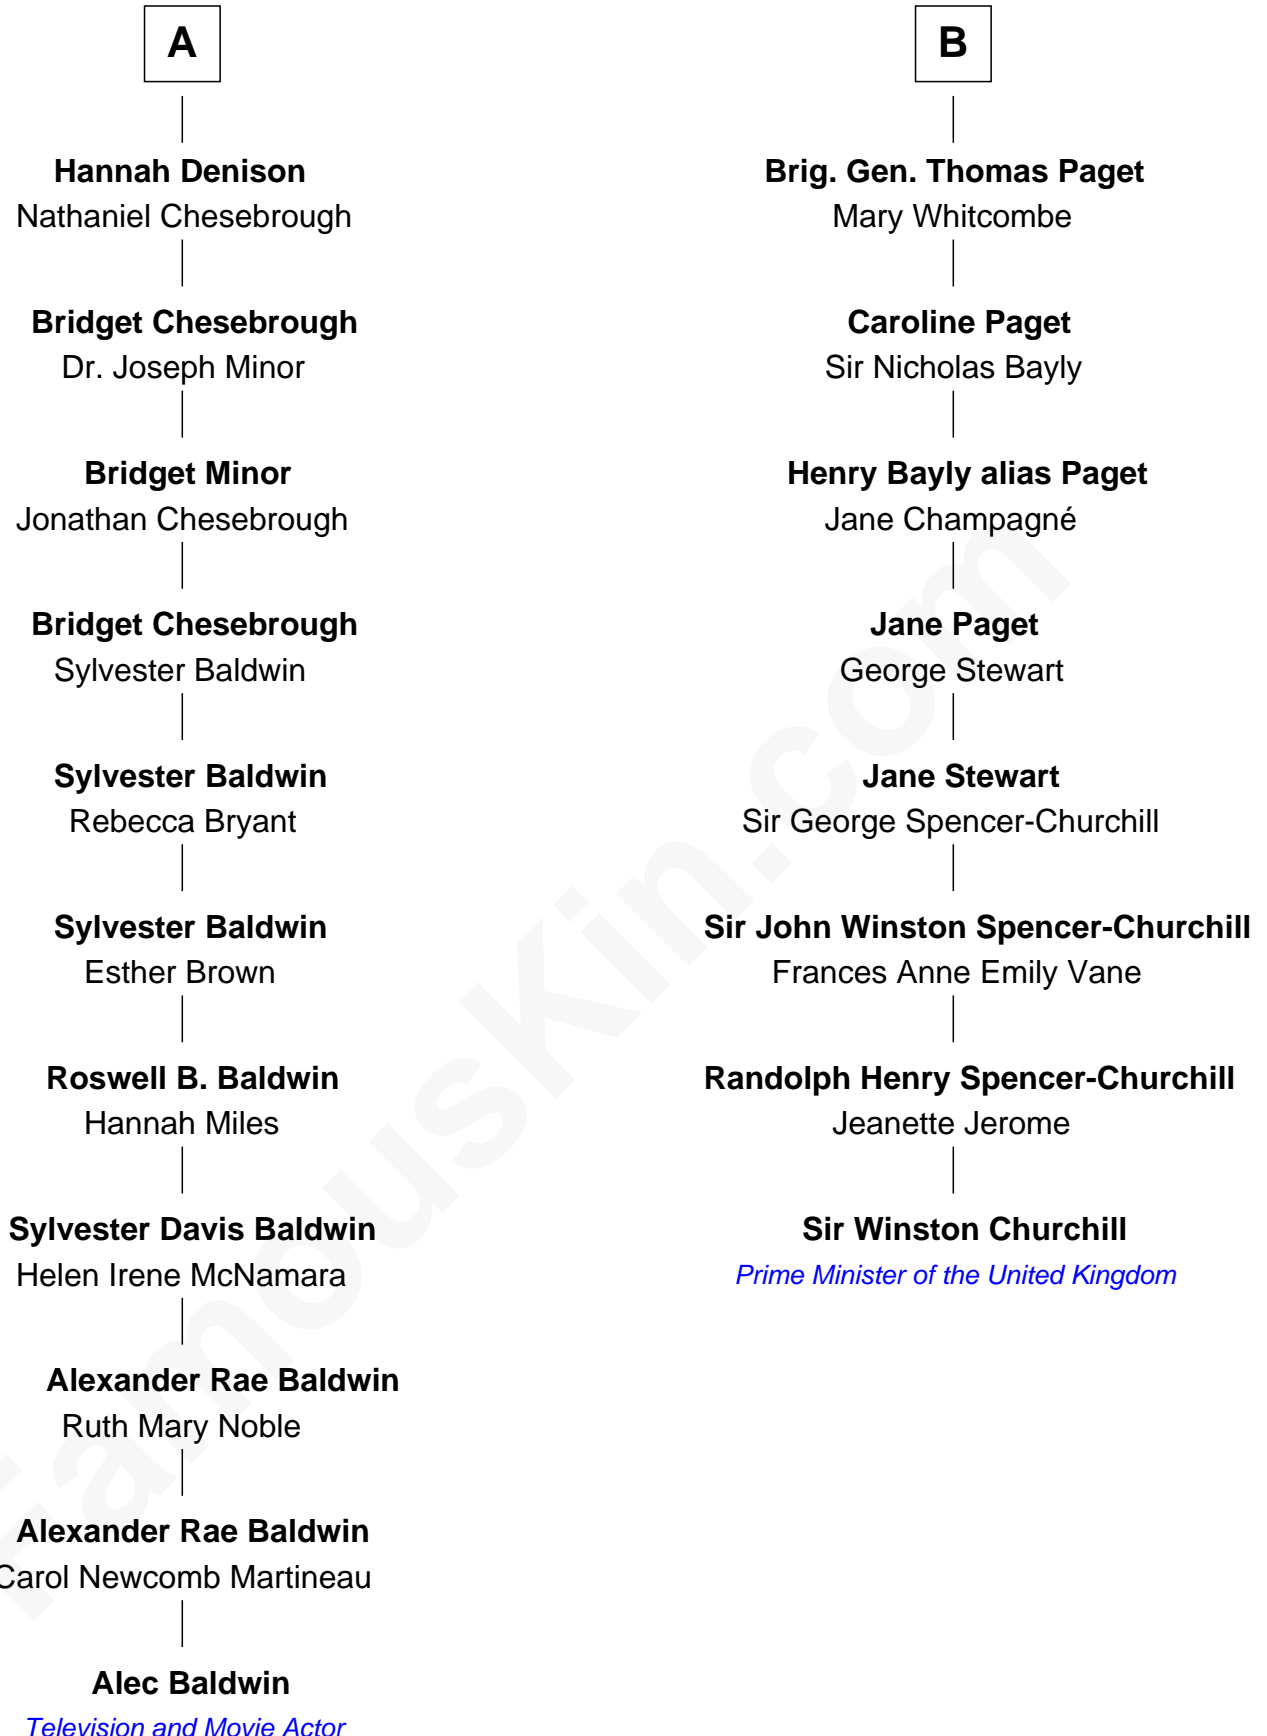 A
Hannah Denison
Nathaniel Chesebrough
Bridget Chesebrough
Dr. Joseph Minor
Bridget Minor
Jonathan Chesebrough
Bridget Chesebrough
Sylvester Baldwin
Sylvester Baldwin
Rebecca Bryant
Sylvester Baldwin
Esther Brown
Roswell B. Baldwin
Hannah Miles
Sylvester Davis Baldwin
Helen Irene McNamara
Alexander Rae Baldwin
Ruth Mary Noble
Alexander Rae Baldwin
Carol Newcomb Martineau
Alec Baldwin
Television and Movie Actor
B
Brig. Gen. Thomas Paget
Mary Whitcombe
Caroline Paget
Sir Nicholas Bayly
Henry Bayly alias Paget
Jane Champagné
Jane Paget
George Stewart
Jane Stewart
Sir George Spencer-Churchill
Sir John Winston Spencer-Churchill
Frances Anne Emily Vane
Randolph Henry Spencer-Churchill
Jeanette Jerome
Sir Winston Churchill
Prime Minister of the United Kingdom
FamousKin.com